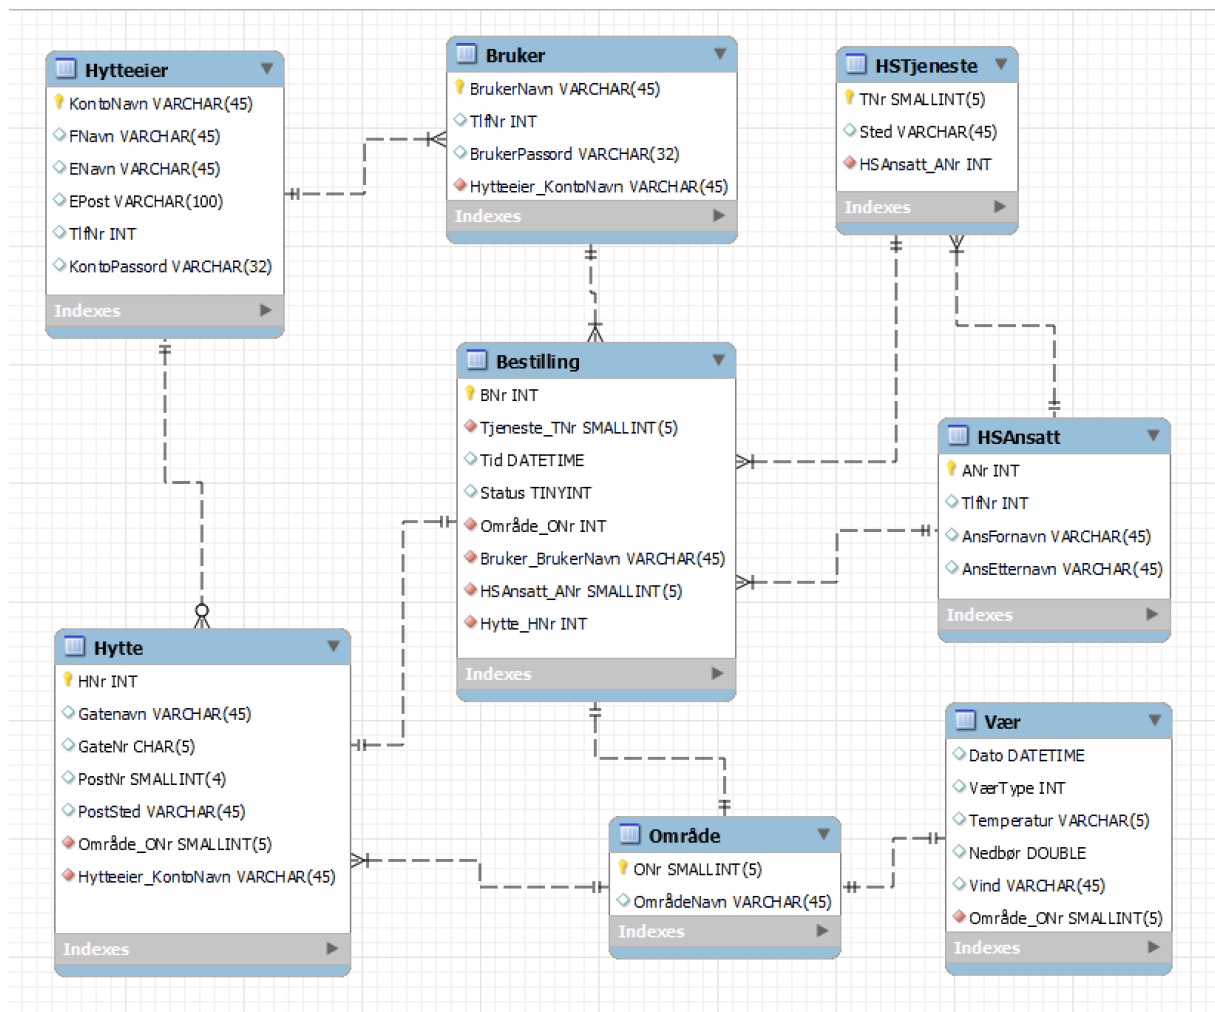 Hytteeier
KontoNavn VARCHAR(45)
FNavn VARCHAR(45)
ENavn VARCHAR(45)
EPost VARCHAR(100)
TlfNr INT
KontoPassord VARCHAR(32)
Indexes
Bruker
BrukerNavn VARCHAR(45)
TlfNr INT
BrukerPassord VARCHAR(32)
Hytteeier_KontoNavn VARCHAR(45)
Indexes
HSTjeneste
TNr SMALLINT(5)
Sted VARCHAR(45)
HSAnsatt_ANr INT
Indexes
Bestilling
BNr INT
Tjeneste_TNr SMALLINT(5)
Tid DATETIME
Status TINYINT
Område_ONr INT
Bruker_BrukerNavn VARCHAR(45)
HSAnsatt_ANr SMALLINT(5)
Hytte_HNr INT
Indexes
HSAnsatt
ANr INT
TlfNr INT
AnsFornavn VARCHAR(45)
AnsEtternavn VARCHAR(45)
Indexes
Hytte
HNr INT
Gatenavn VARCHAR(45)
GateNr CHAR(5)
PostNr SMALLINT(4)
PostSted VARCHAR(45)
Område_ONr SMALLINT(5)
Hytteeier_KontoNavn VARCHAR(45)
Indexes
Område
ONr SMALLINT(5)
OmrådeNavn VARCHAR(45)
Indexes
Vær
Dato DATETIME
VærType INT
Temperatur VARCHAR(5)
Nedbør DOUBLE
Vind VARCHAR(45)
Område_ONr SMALLINT(5)
Indexes